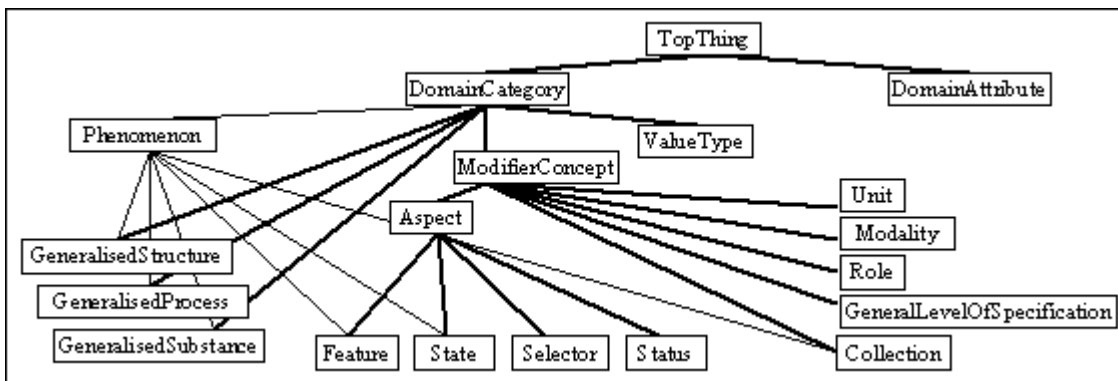 TopThing
DomainCategory
DomainAttribute
Phenomenon
ValueType
ModifierConcept
Unit
Aspect
Modality
GeneralisedStructure
Role
GeneralisedProcess
GeneralLevelOfSpecification
GeneralisedSubstance
Feature
State
Selector
Status
Collection